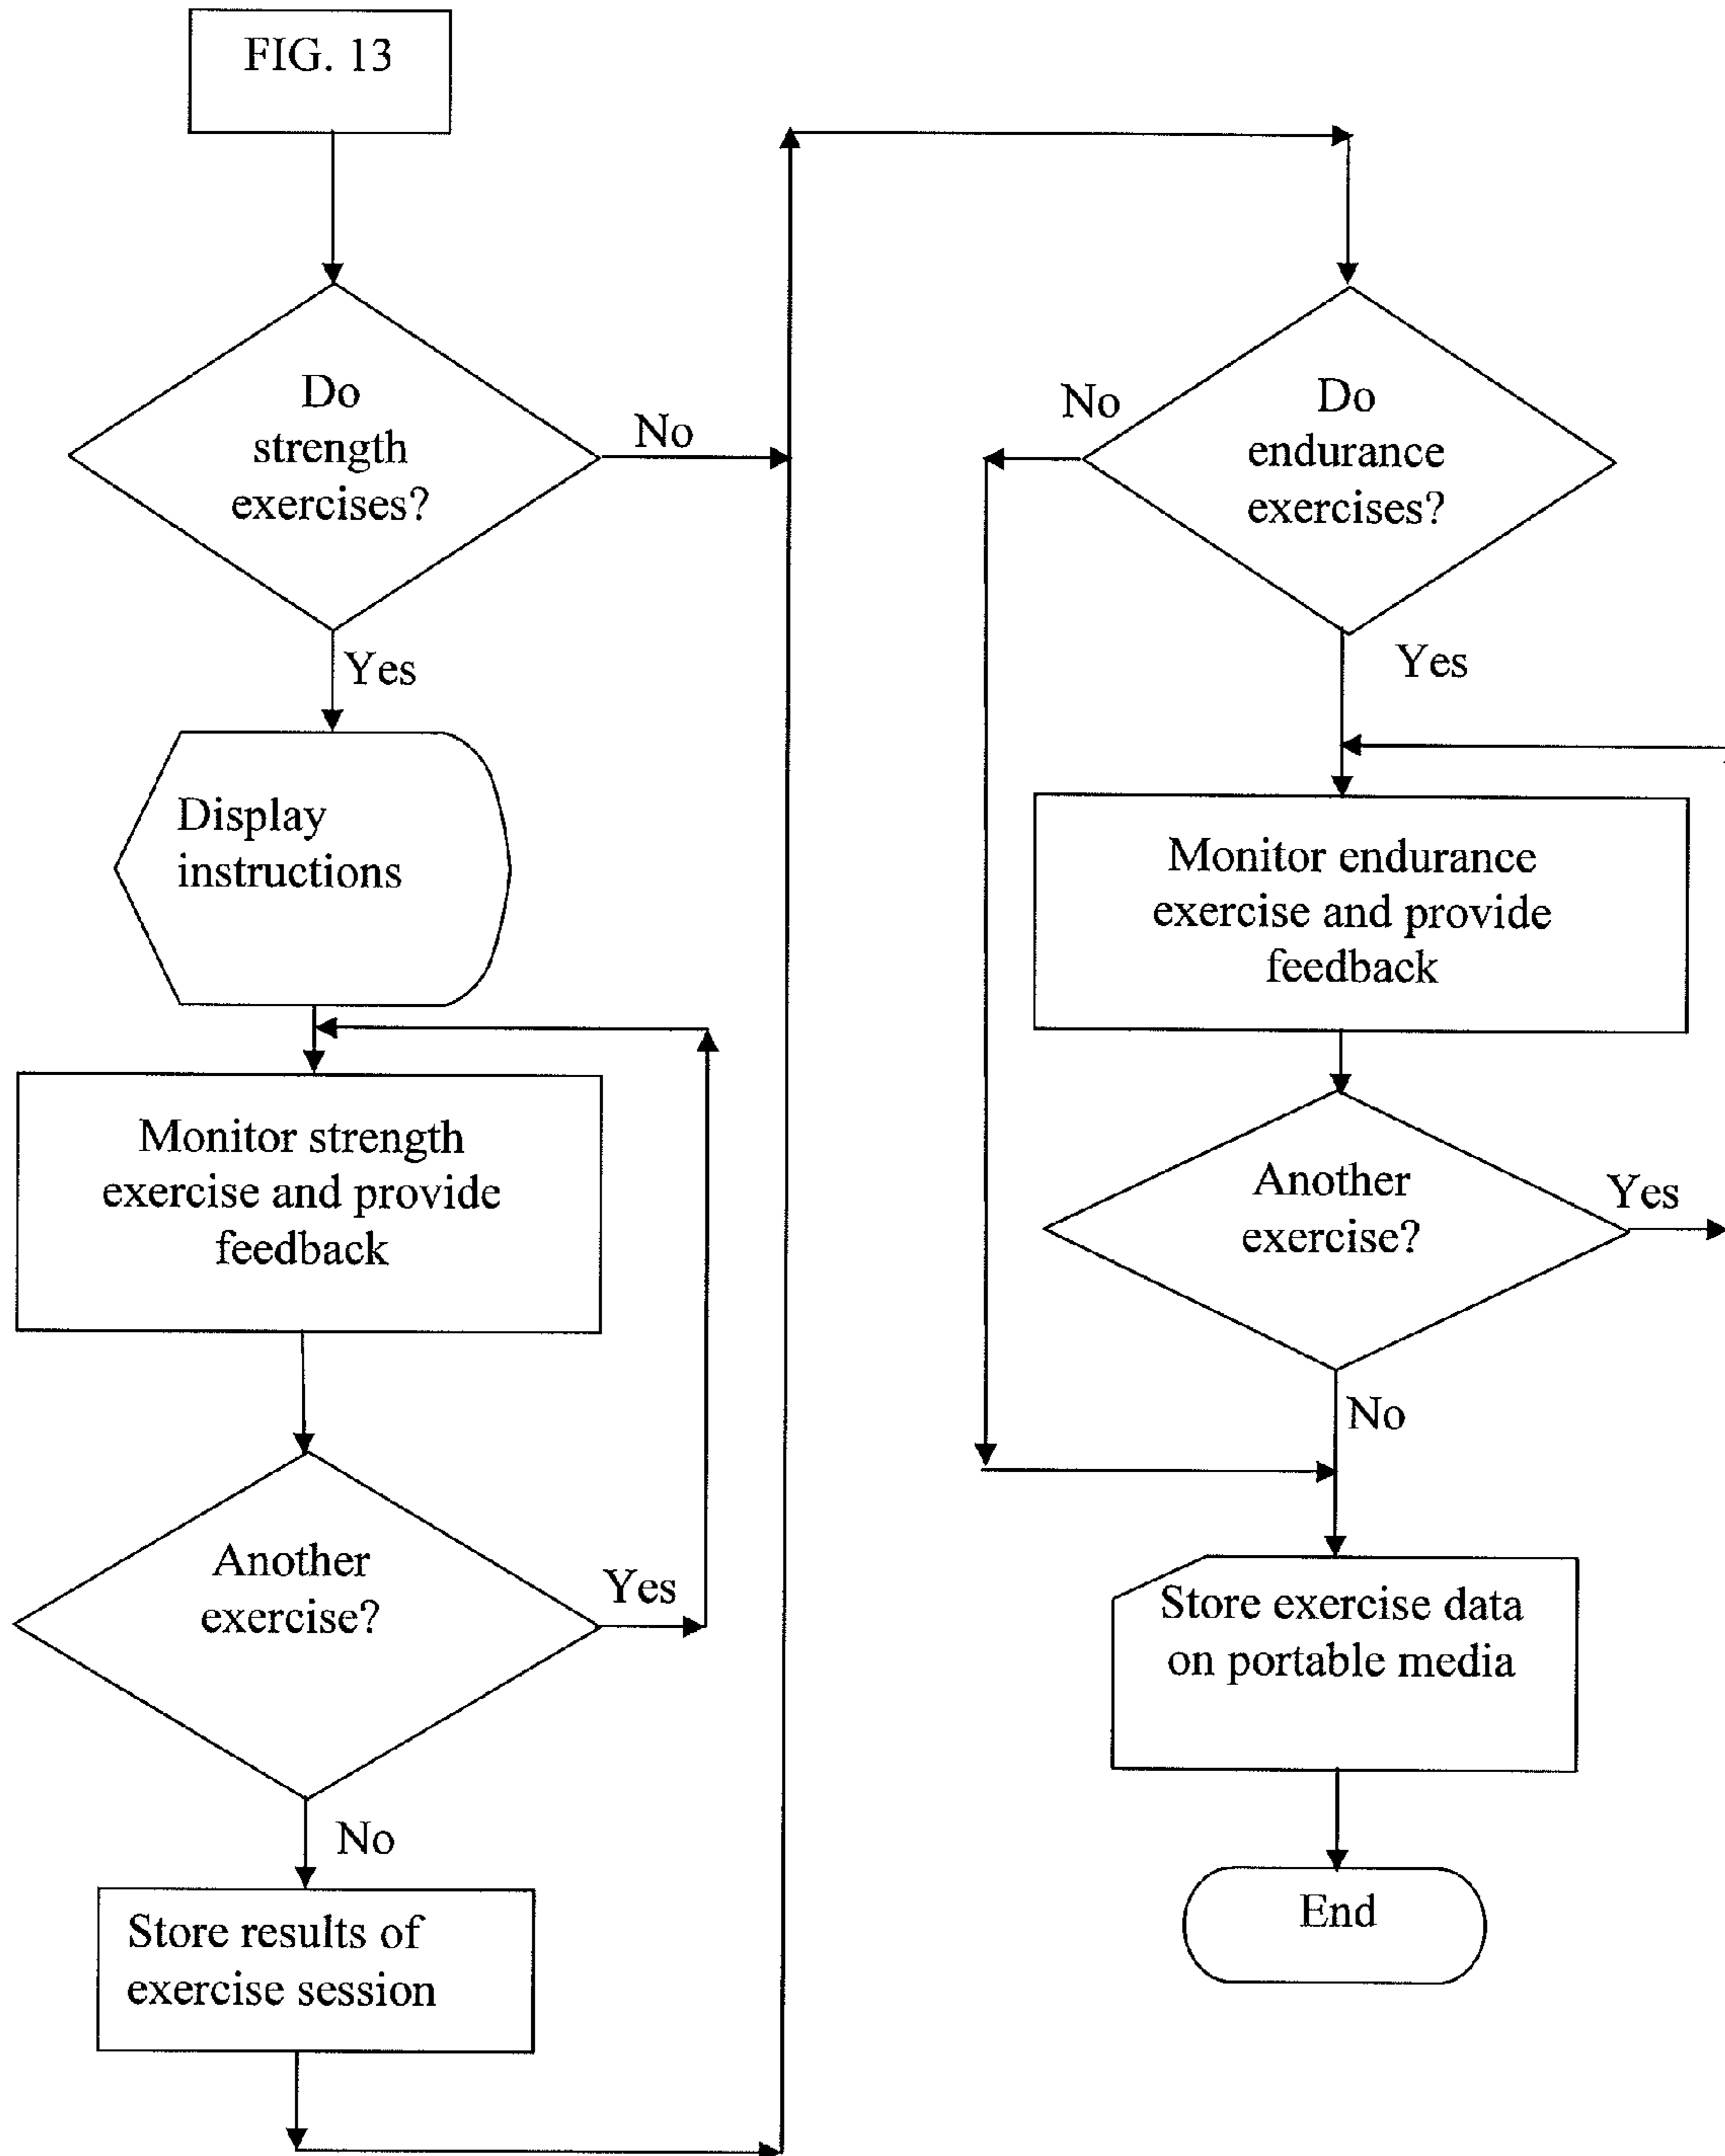 FIG. 13
Do
strength
exercises?
No
Yes
Display
instructions
Monitor strength
exercise and provide
feedback
Another
exercise?
Yes
No
Store results of
exercise session
Do
endurance
exercises?
No
Yes
Monitor endurance
exercise and provide
feedback
Another
exercise?
Yes
No
Store exercise data
on portable media
End